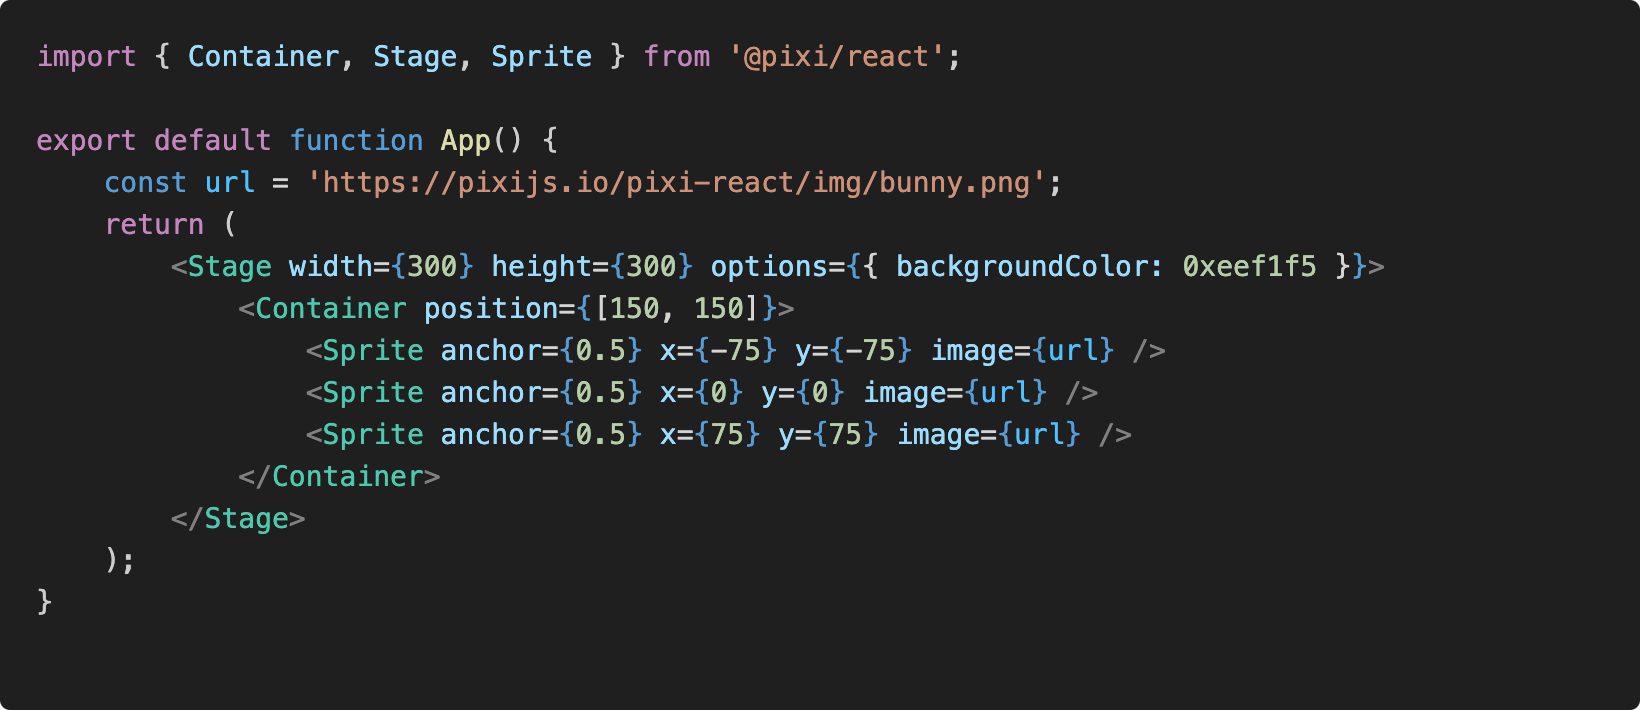 import { Container, Stage, Sprite } from '@pixi/react';

export default function App() {
    const url = 'https://pixijs.io/pixi-react/img/bunny.png';
    return (
        <Stage width={300} height={300} options={{ backgroundColor: 0xeef1f5 }}>
            <Container position={[150, 150]}>
                <Sprite anchor={0.5} x={-75} y={-75} image={url} />
                <Sprite anchor={0.5} x={0} y={0} image={url} />
                <Sprite anchor={0.5} x={75} y={75} image={url} />
            </Container>
        </Stage>
    );
}